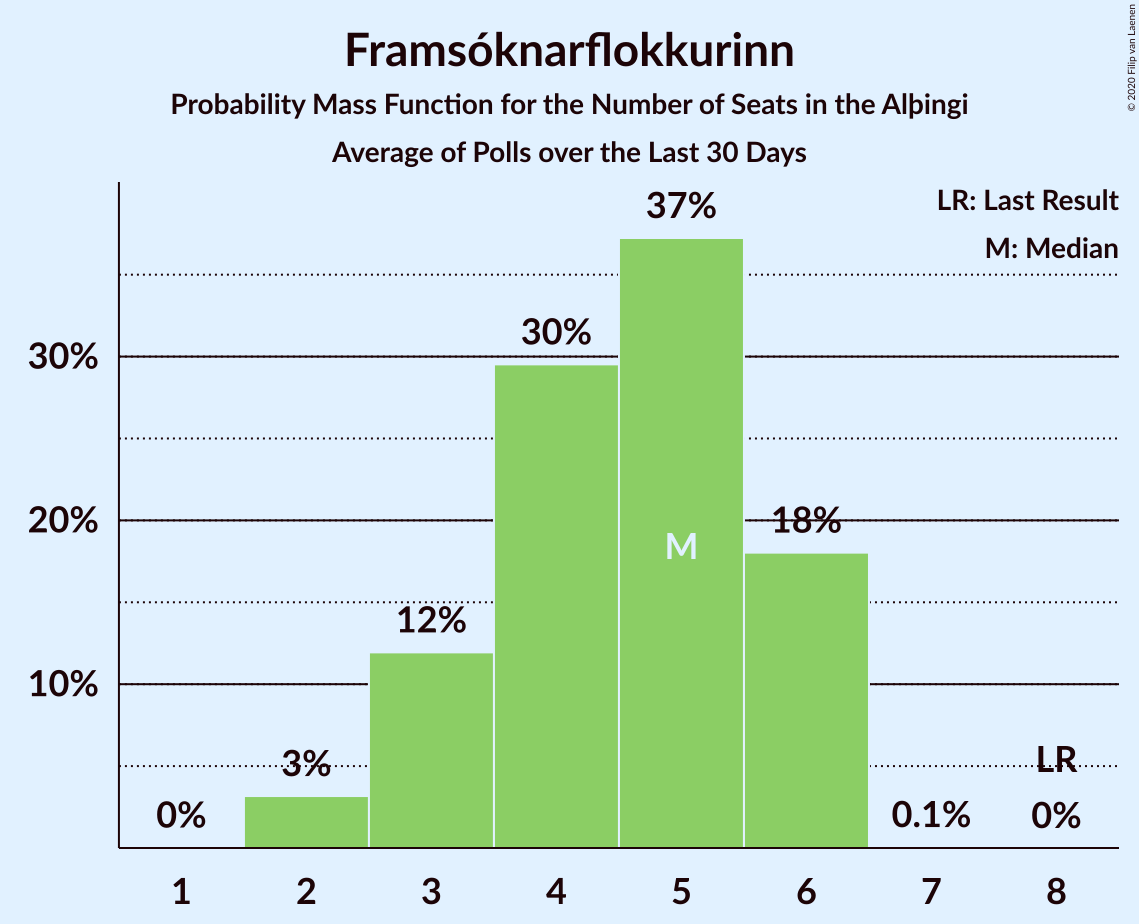 Framsóknarflokkurinn
Probability Mass Function for the Number of Seats in the Alþingi
Average of Polls over the Last 30 Days
© 2020 Filip van Laenen
LR: Last Result
M: Median
37%
30%
30%
20%
18%
M
12%
10%
3%
LR
0%
0.1%
0%
1 2 3 4 5 6 7 8